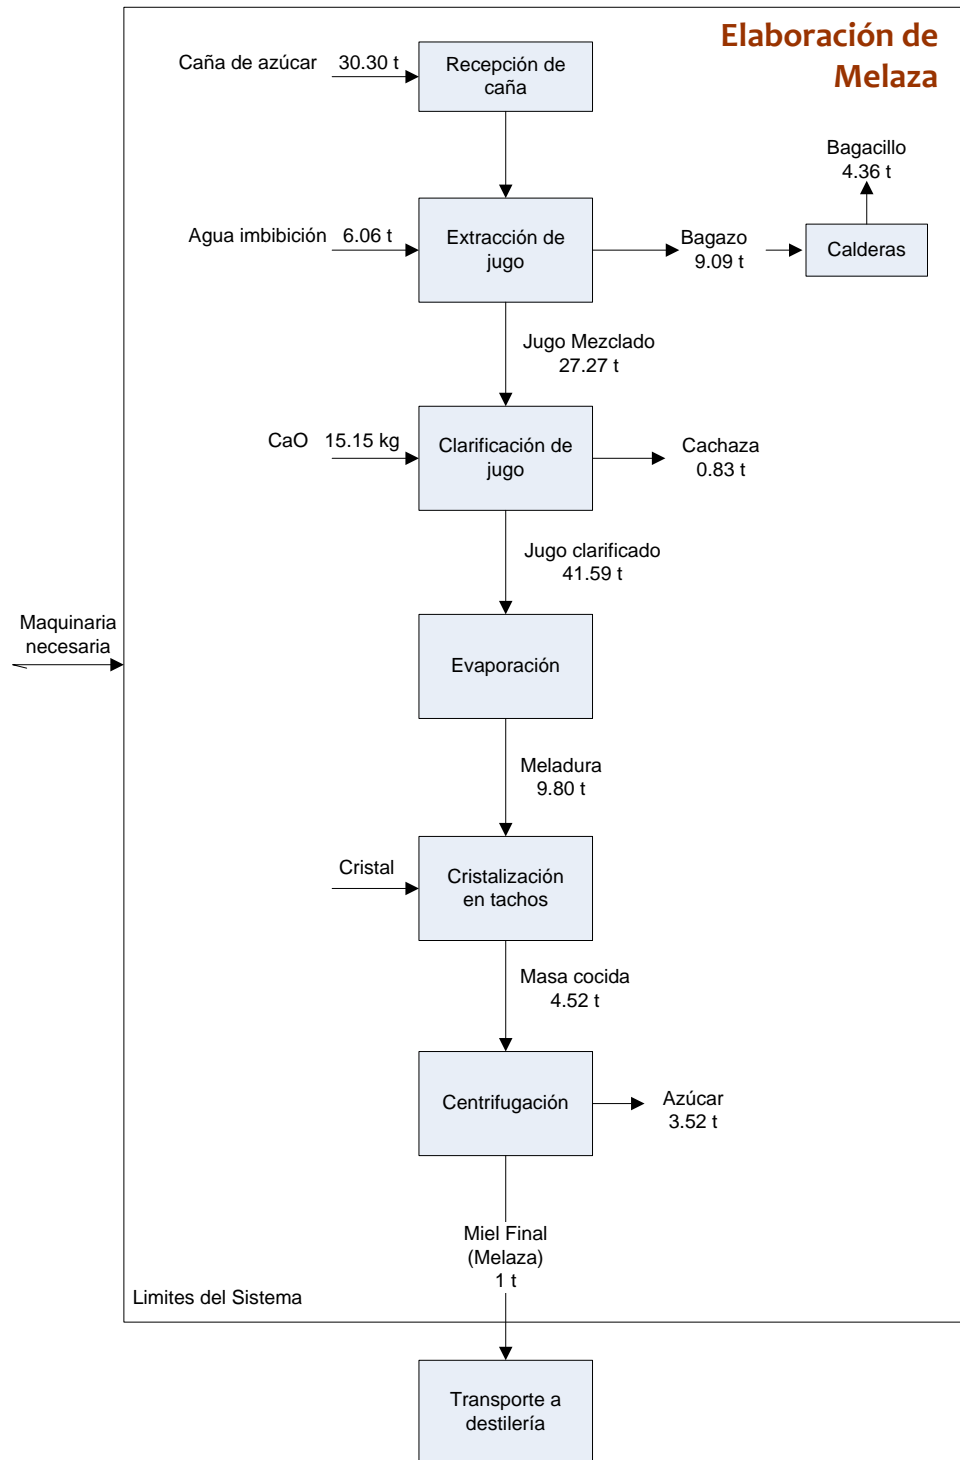 Elaboración de
Melaza
Caña de azúcar 30.30 t
Recepción de
caña
Bagacillo
4.36 t
Agua imbibición 6.06 t
Extracción de
jugo
Bagazo
9.09 t
Calderas
Jugo Mezclado
27.27 t
CaO 15.15 kg
Clarificación de
jugo
Cachaza
0.83 t
Jugo clarificado
41.59 t
Maquinaria
necesaria
Evaporación
Meladura
9.80 t
Cristal
Cristalización
en tachos
Masa cocida
4.52 t
Centrifugación
Azúcar
3.52 t
Miel Final
(Melaza)
1 t
Limites del Sistema
Transporte a
destilería